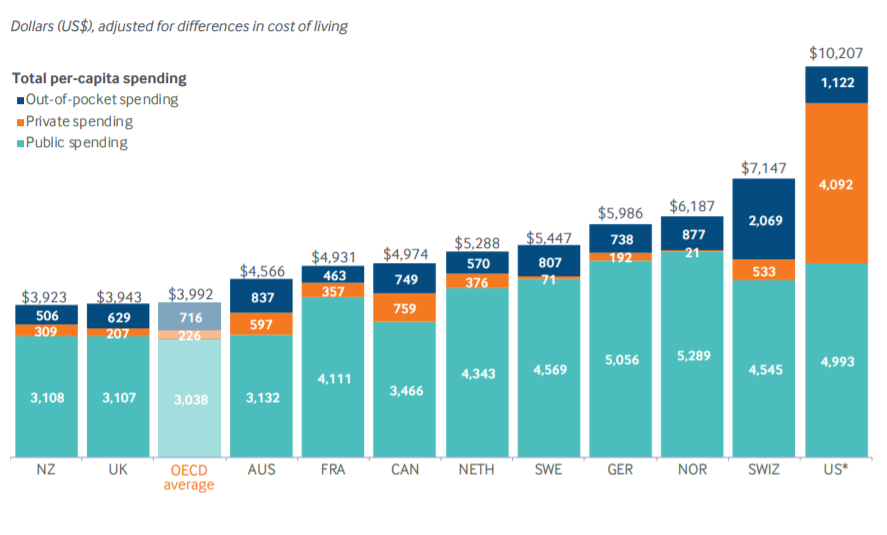 Dollars (US$), adjusted for differences in cost of living
$10,207
Total per-capita spending
Out-of-pocket spending
Private spending
Public spending
1,122
4,092
4,993
$7,147
2,069
533
4,545
$6,187
877
21
5,289
$5,986
738
192
5,056
$5,447
807
71
4,569
$5,288
570
376
4,343
$4,974
749
759
3,466
$4,931
463
357
4,111
$4,566
837
597
3,132
$3,992
716
226
3,038
$3,943
629
207
3,107
$3,923
506
309
3,108
NZ
UK
OECD
average
AUS
FRA
CAN
NETH
SWE
GER
NOR
SWIZ
US*